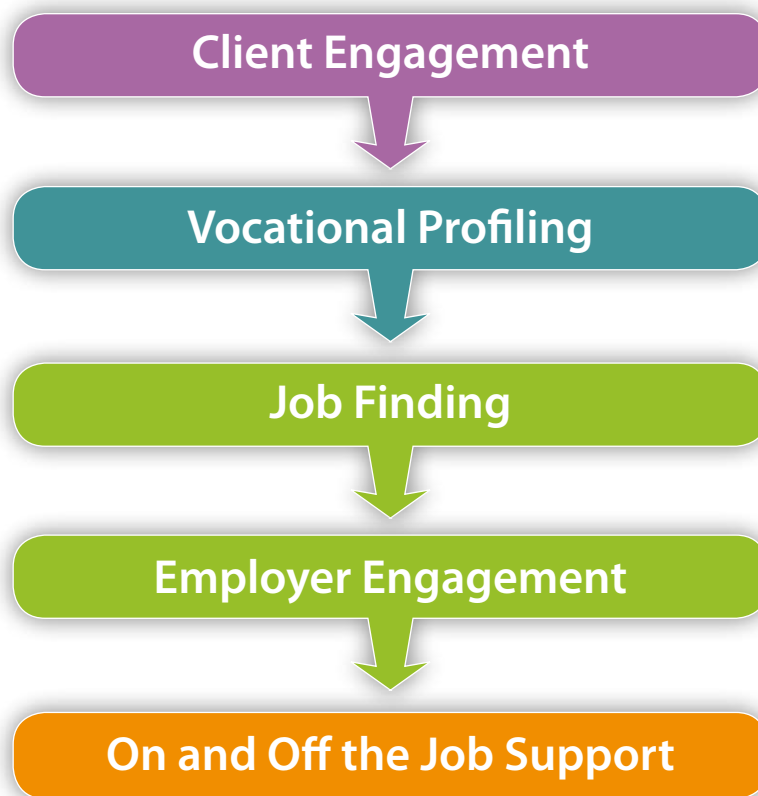 Client Engagement
Vocational Profiling
Job Finding
Employer Engagement
On and Off the Job Support